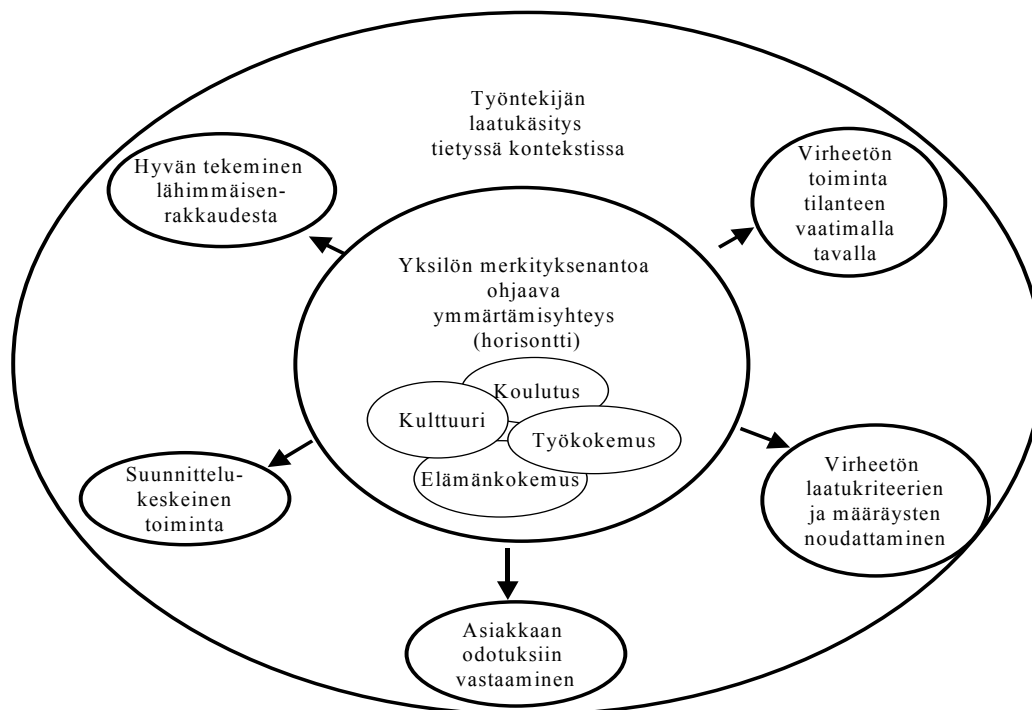 Työntekijän
laatukäsitys
tietyssä kontekstissa
Hyvän tekeminen
lähimmäisen-
rakkaudesta
Virheetön
toiminta
tilanteen
vaatimalla
tavalla
Yksilön merkityksenantoa
ohjaava
ymmärtämisyhteys
(horisontti)
Koulutus
Kulttuuri
Työkokemus
Elämänkokemus
Suunnittelu-
keskeinen
toiminta
Virheetön
laatukriteerien
ja määräysten
noudattaminen
Asiakkaan
odotuksiin
vastaaminen